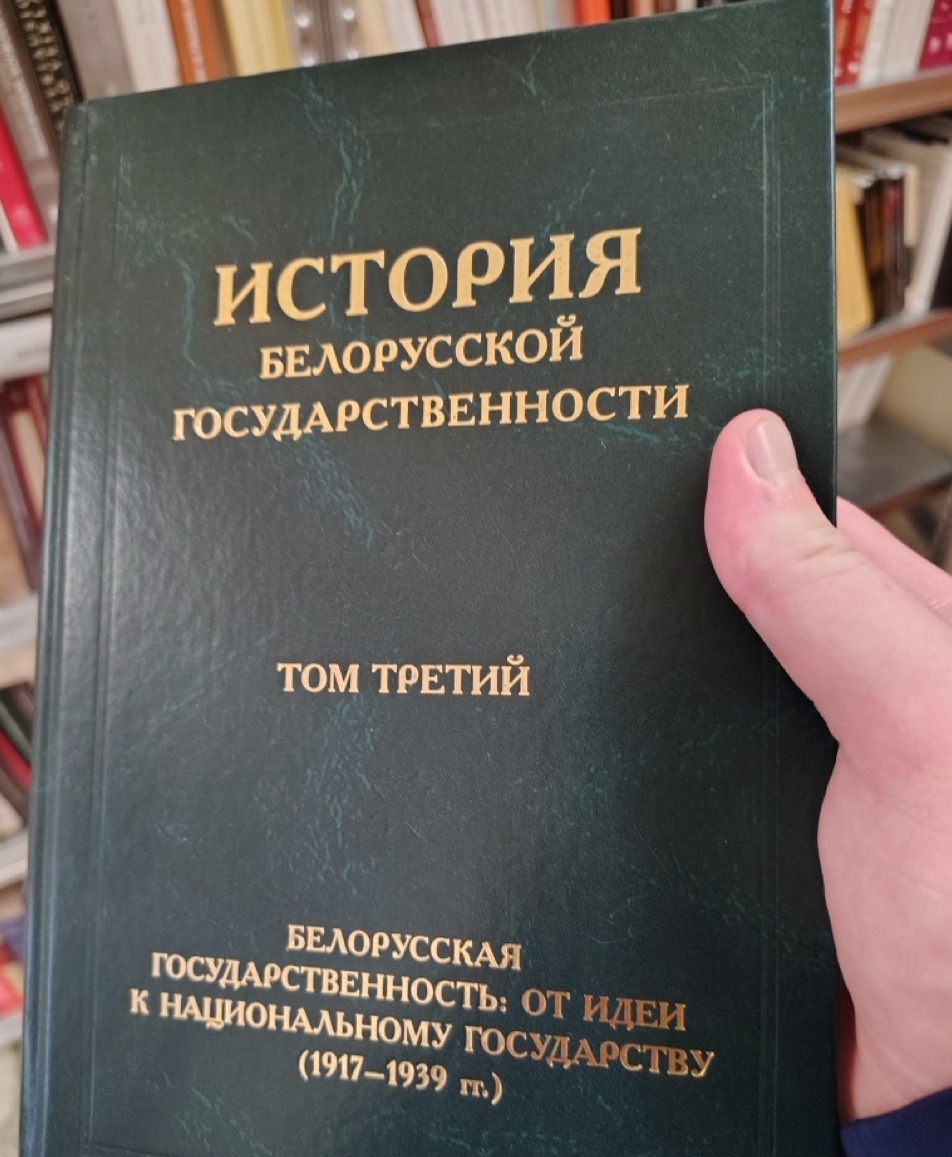 ИСТОРИЯ
БЕЛОРУССКОЙ
ГОСУДАРСТВЕННОСТИ
ТОМ ТРЕТИЙ
БЕЛОРУССКАЯ
ГОСУДАРСТВЕННОСТЬ: ОТ ИДЕИ
К НАЦИОНАЛЬНОМУ ГОСУДАРСТВУ
(1917–1939 гг.)